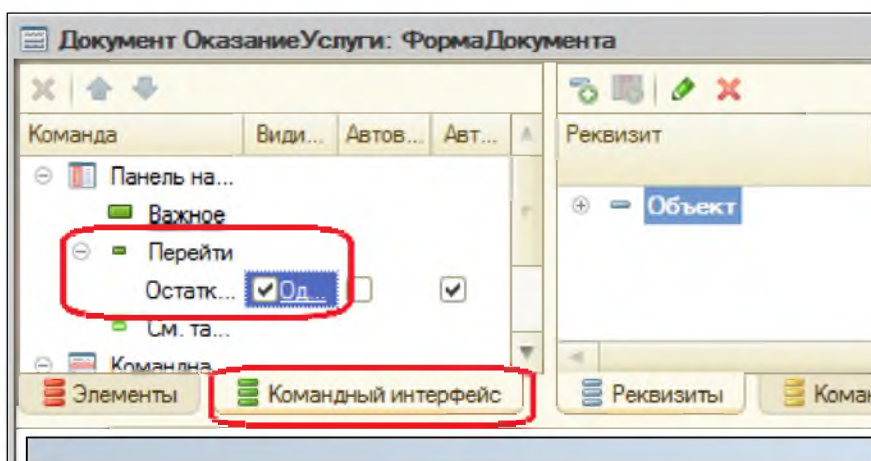 Документ ОказаниеУслуги: ФормаДокумента
Команда Види... Автов... Авт... Реквизит
Панель на...
Важное
Объект
Перейти
Остатк... Од...
См. та...
Командна
Элементы Командный интерфейс Реквизиты Коман